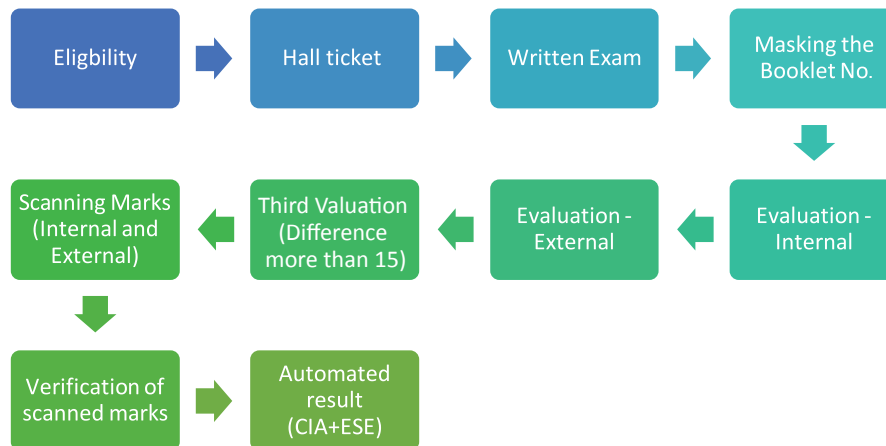 Eligbility
Hall ticket
Written Exam
Masking the
Booklet No.
Evaluation -
Internal
Evaluation -
External
Third Valuation
(Difference
more than 15)
Scanning Marks
(Internal and
External)
Verification of
scanned marks
Automated
result
(CIA+ESE)